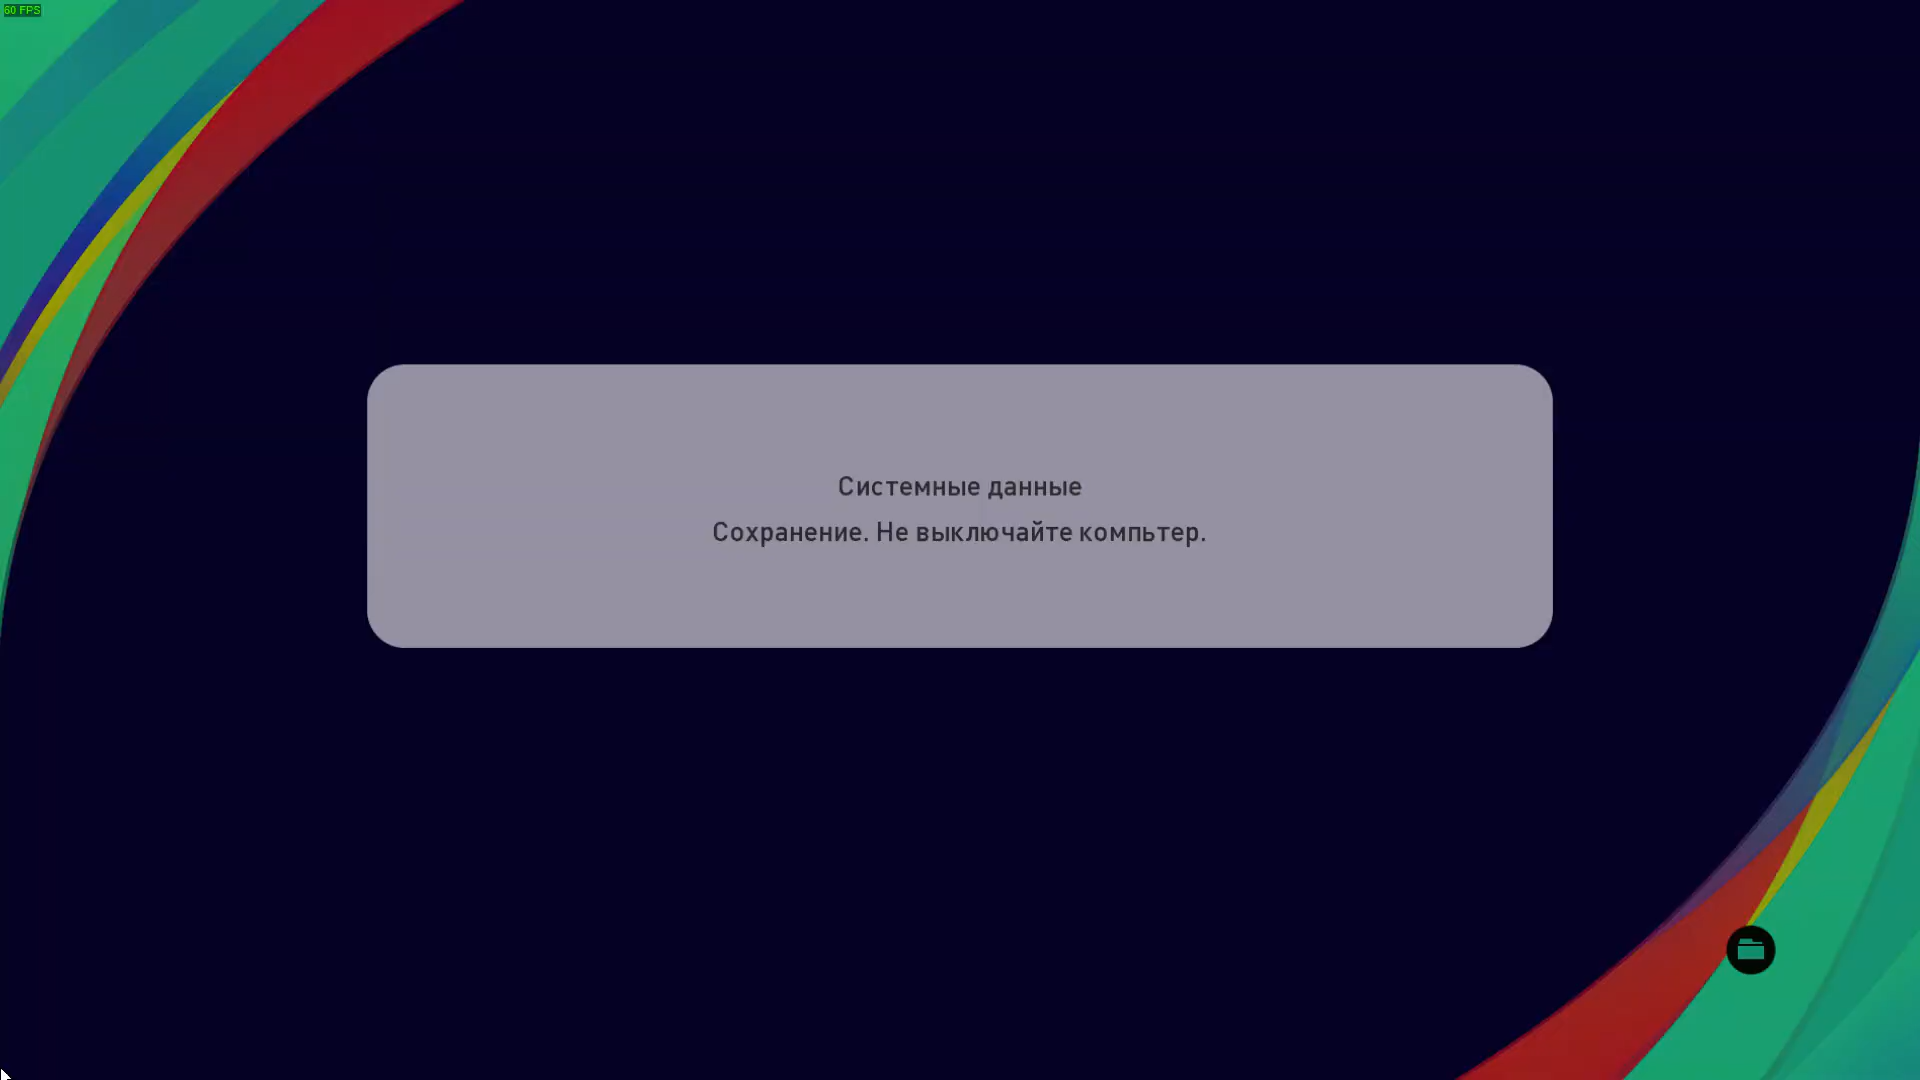 60 FPS
Системные данные
Сохранение. Не выключайте компьтер.